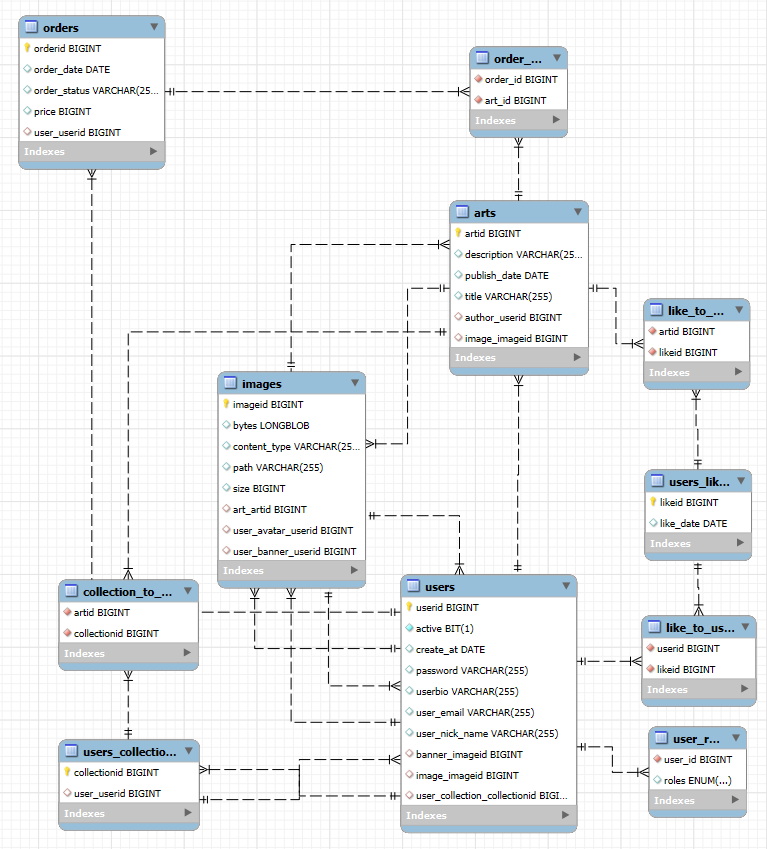 orders
orderid BIGINT
order_date DATE
order_status VARCHAR(25...
price BIGINT
user_userid BIGINT
Indexes
order_...
order_id BIGINT
art_id BIGINT
Indexes
arts
artid BIGINT
description VARCHAR(25...
publish_date DATE
title VARCHAR(255)
author_userid BIGINT
image_imageid BIGINT
Indexes
like_to_...
artid BIGINT
likeid BIGINT
Indexes
images
imageid BIGINT
bytes LONGBLOB
content_type VARCHAR(25...
path VARCHAR(255)
size BIGINT
art_artid BIGINT
user_avatar_userid BIGINT
user_banner_userid BIGINT
Indexes
users_lik...
likeid BIGINT
like_date DATE
Indexes
collection_to_...
artid BIGINT
collectionid BIGINT
Indexes
users
userid BIGINT
active BIT(1)
create_at DATE
password VARCHAR(255)
userbio VARCHAR(255)
user_email VARCHAR(255)
user_nick_name VARCHAR(255)
banner_imageid BIGINT
image_imageid BIGINT
user_collection_collectionid BIGI...
Indexes
like_to_us...
userid BIGINT
likeid BIGINT
Indexes
users_collectio...
collectionid BIGINT
user_userid BIGINT
Indexes
user_r...
user_id BIGINT
roles ENUM(...)
Indexes